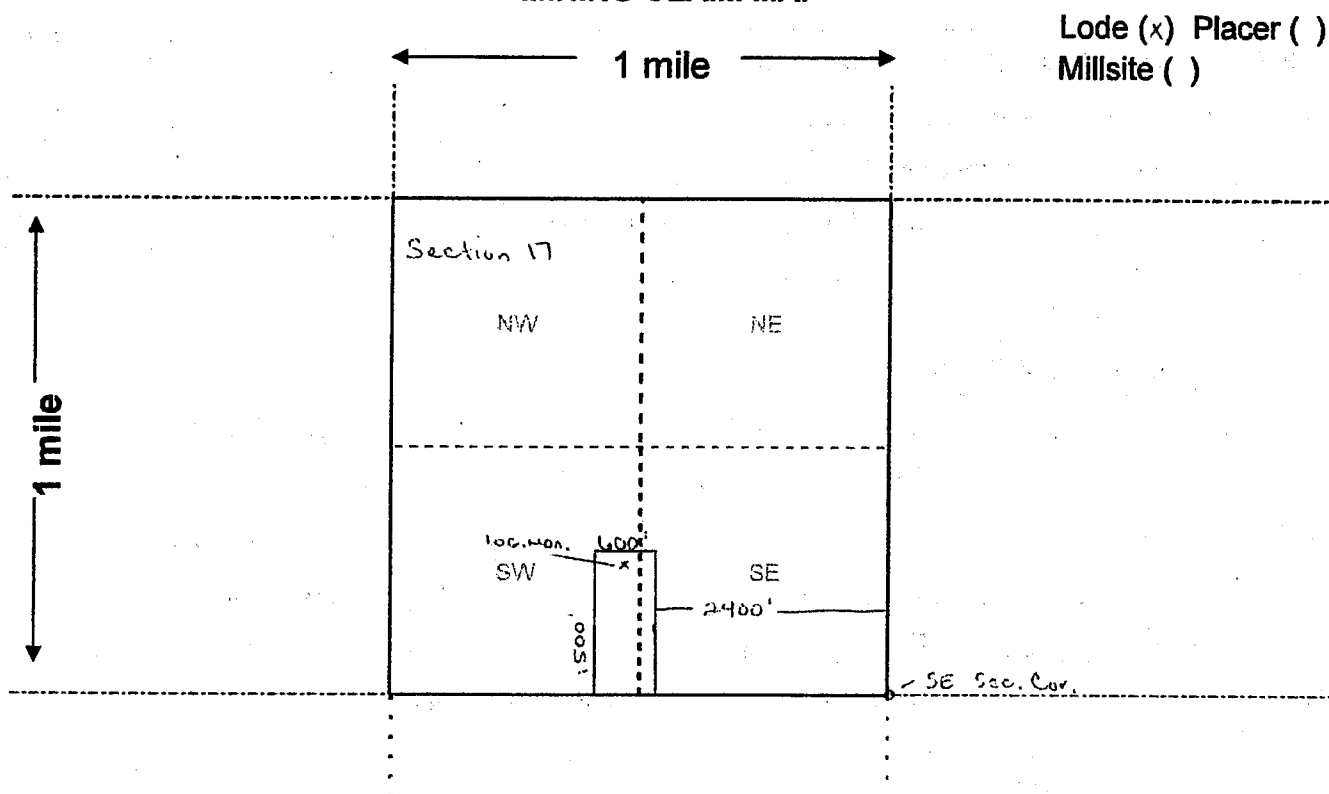 Lode (x) Placer ( )
Millsite ( )
1 mile
1 mile
Section 17
NW
NE
loc. mon.
600'
SW
SE
2400'
1500'
SE Sec. Cor.